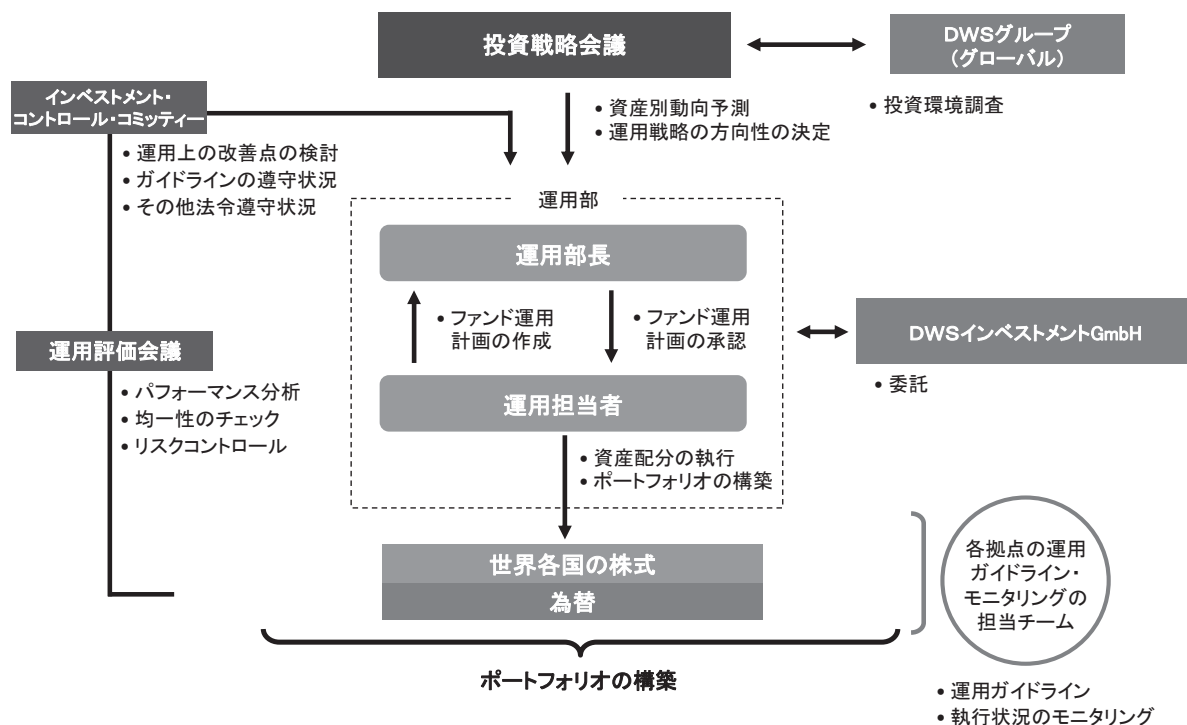 投資戦略会議
DWSグループ
(グローバル)
• 投資環境調査
• 資産別動向予測
• 運用戦略の方向性の決定
インベストメント・
コントロール・コミッティー
• 運用上の改善点の検討
• ガイドラインの遵守状況
• その他法令遵守状況
運用部
運用部長
• ファンド運用
計画の作成
• ファンド運用
計画の承認
運用担当者
DWSインベストメントGmbH
• 委託
運用評価会議
• パフォーマンス分析
• 均一性のチェック
• リスクコントロール
• 資産配分の執行
• ポートフォリオの構築
世界各国の株式
為替
ポートフォリオの構築
各拠点の運用
ガイドライン・
モニタリングの
担当チーム
• 運用ガイドライン
• 執行状況のモニタリング